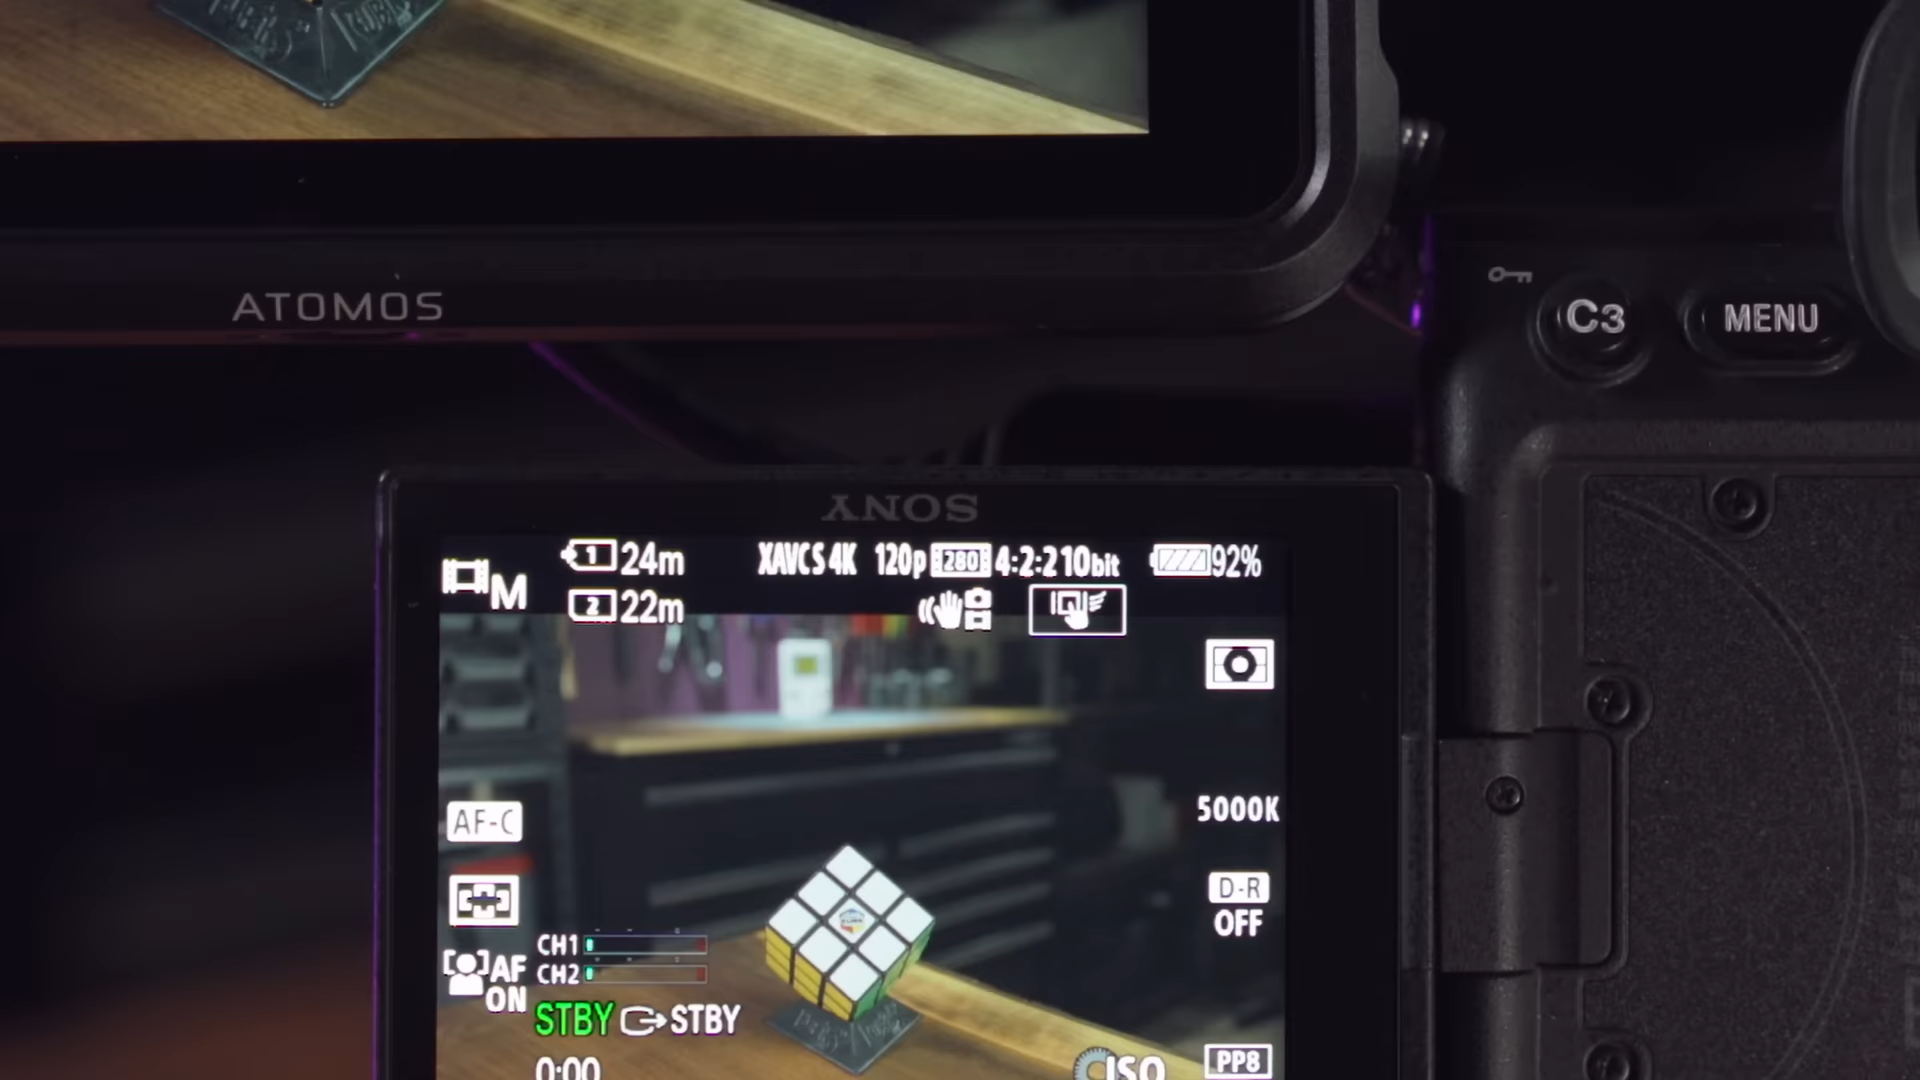 ATOMOS
C3
MENU
SONY
1 24m
XAVC S 4K 120p 280 4:2:2 10bit
92%
M
2 22m
5000K
AF-C
D-R
OFF
CH1
CH2
AF
ON
STBY STBY
0:00
ISO
PP8